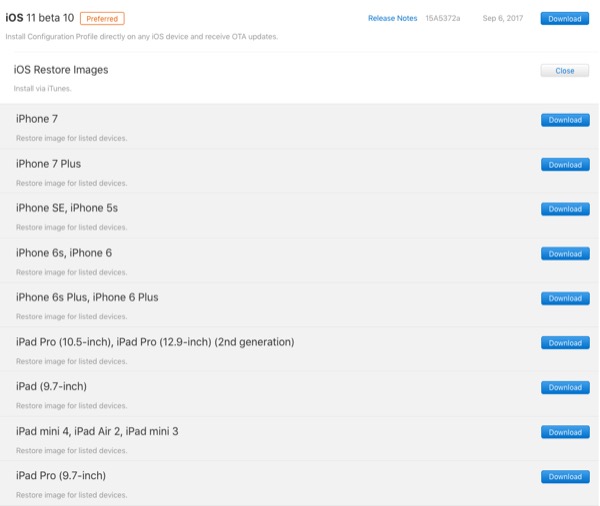 iOS 11 beta 10 Preferred Release Notes 15A5372a Sep 6, 2017 Download
Install Configuration Profile directly on any iOS device and receive OTA updates.
iOS Restore Images Close
Install via iTunes.
iPhone 7 Download
Restore image for listed devices.
iPhone 7 Plus Download
Restore image for listed devices.
iPhone SE, iPhone 5s Download
Restore image for listed devices.
iPhone 6s, iPhone 6 Download
Restore image for listed devices.
iPhone 6s Plus, iPhone 6 Plus Download
Restore image for listed devices.
iPad Pro (10.5-inch), iPad Pro (12.9-inch) (2nd generation) Download
Restore image for listed devices.
iPad (9.7-inch) Download
Restore image for listed devices.
iPad mini 4, iPad Air 2, iPad mini 3 Download
Restore image for listed devices.
iPad Pro (9.7-inch) Download
Restore image for listed devices.